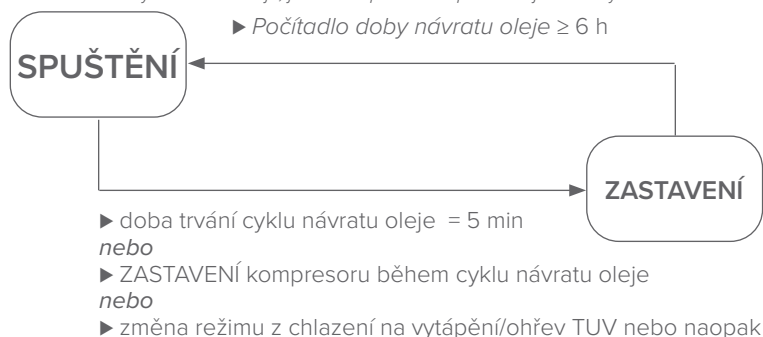 ▶ Počítadlo doby návratu oleje ≥ 6 h
SPUŠTĚNÍ
ZASTAVENÍ
▶ doba trvání cyklu návratu oleje = 5 min
nebo
▶ ZASTAVENÍ kompresoru během cyklu návratu oleje
nebo
▶ změna režimu z chlazení na vytápění/ohřev TUV nebo naopak